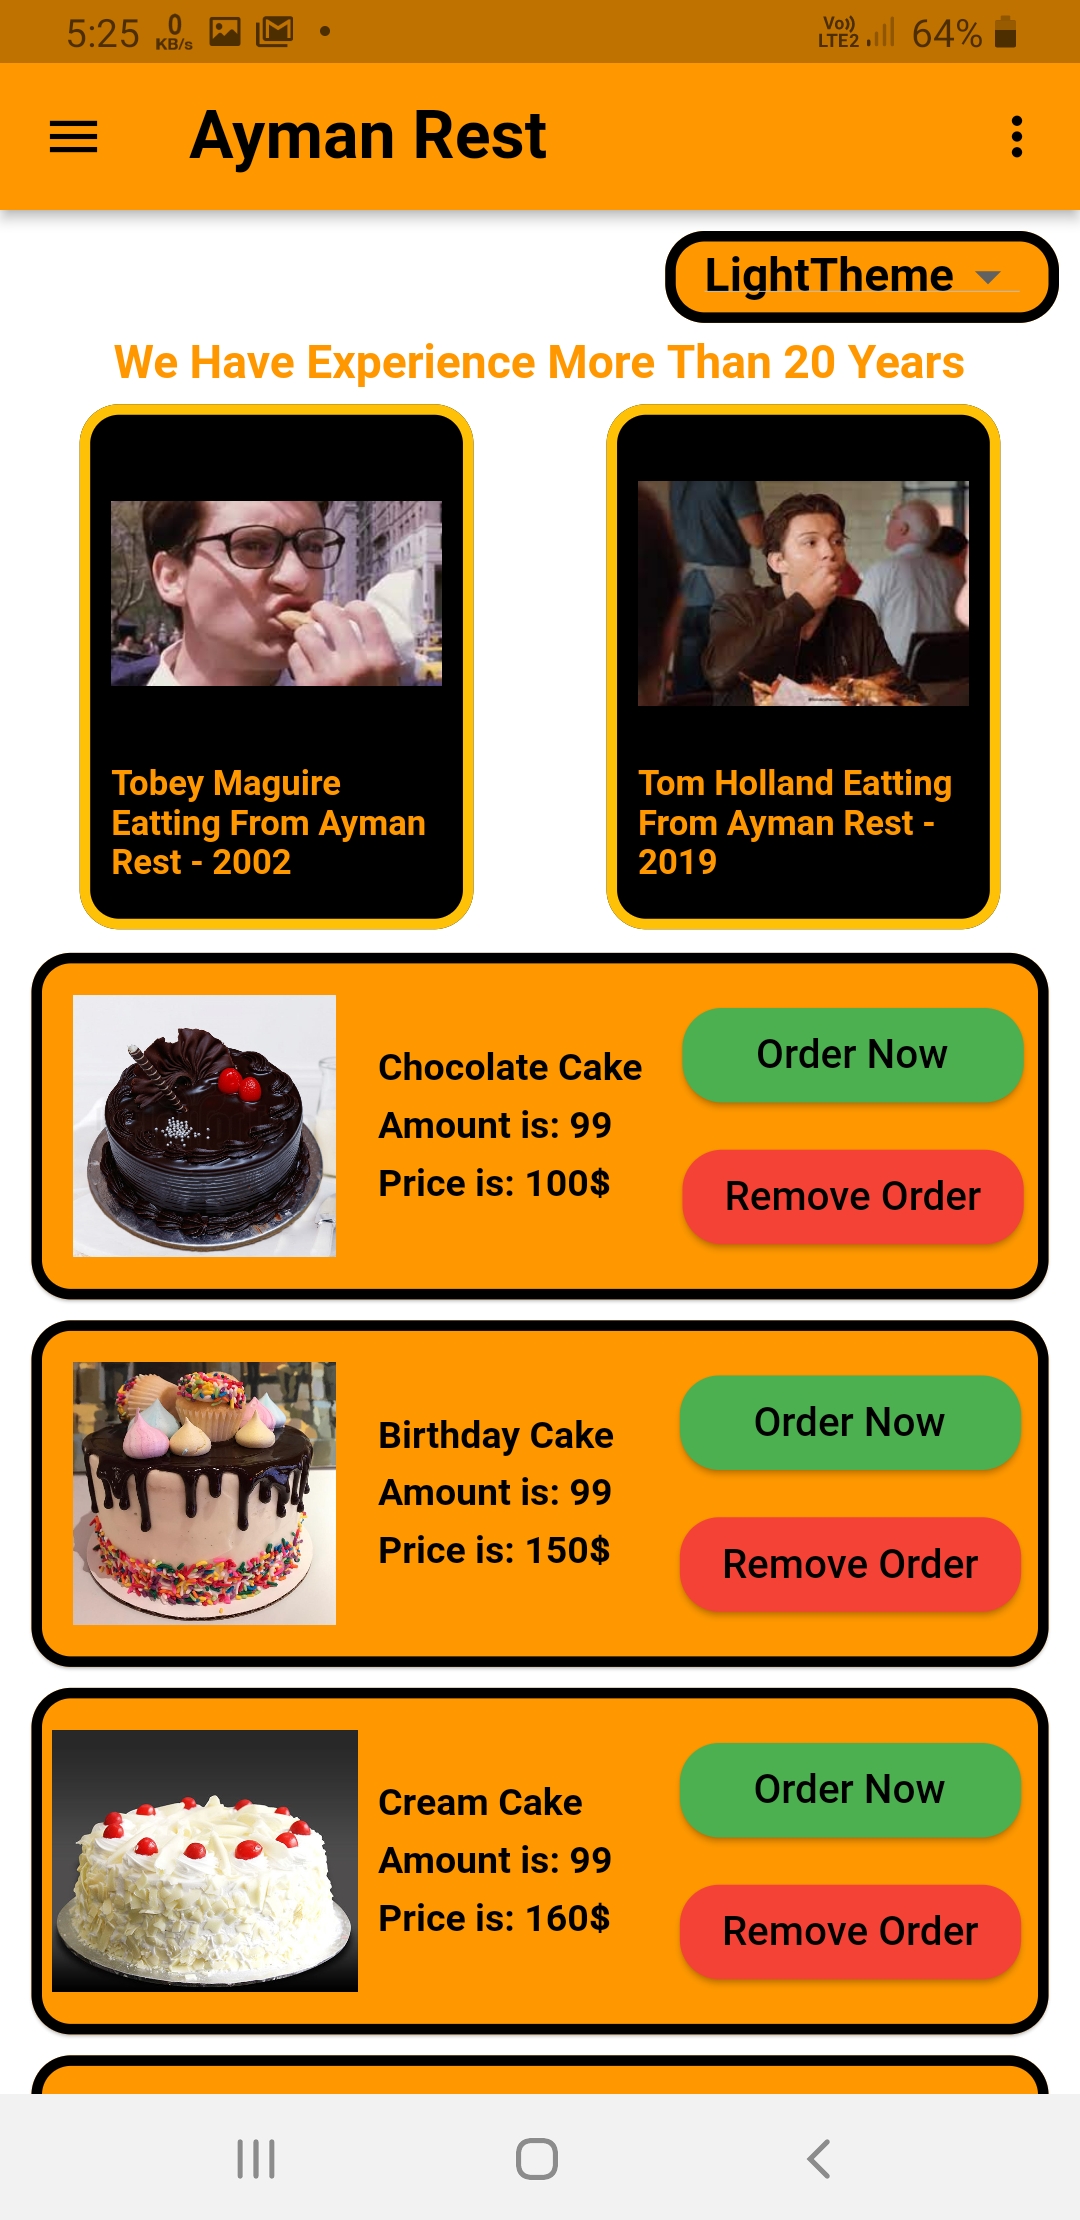 5:25 0 KB/s Vo)) LTE2 64%
Ayman Rest
LightTheme
We Have Experience More Than 20 Years
Tobey Maguire
Eatting From Ayman
Rest - 2002
Tom Holland Eatting
From Ayman Rest -
2019
Chocolate Cake
Amount is: 99
Price is: 100$
Order Now
Remove Order
Birthday Cake
Amount is: 99
Price is: 150$
Order Now
Remove Order
Cream Cake
Amount is: 99
Price is: 160$
Order Now
Remove Order